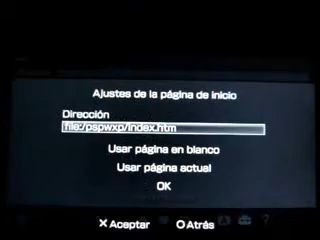 Ajustes de la página de inicio
Dirección
file:/pspwxp/index.htm
Usar página en blanco
Usar página actual
OK
✕ Aceptar ○ Atrás